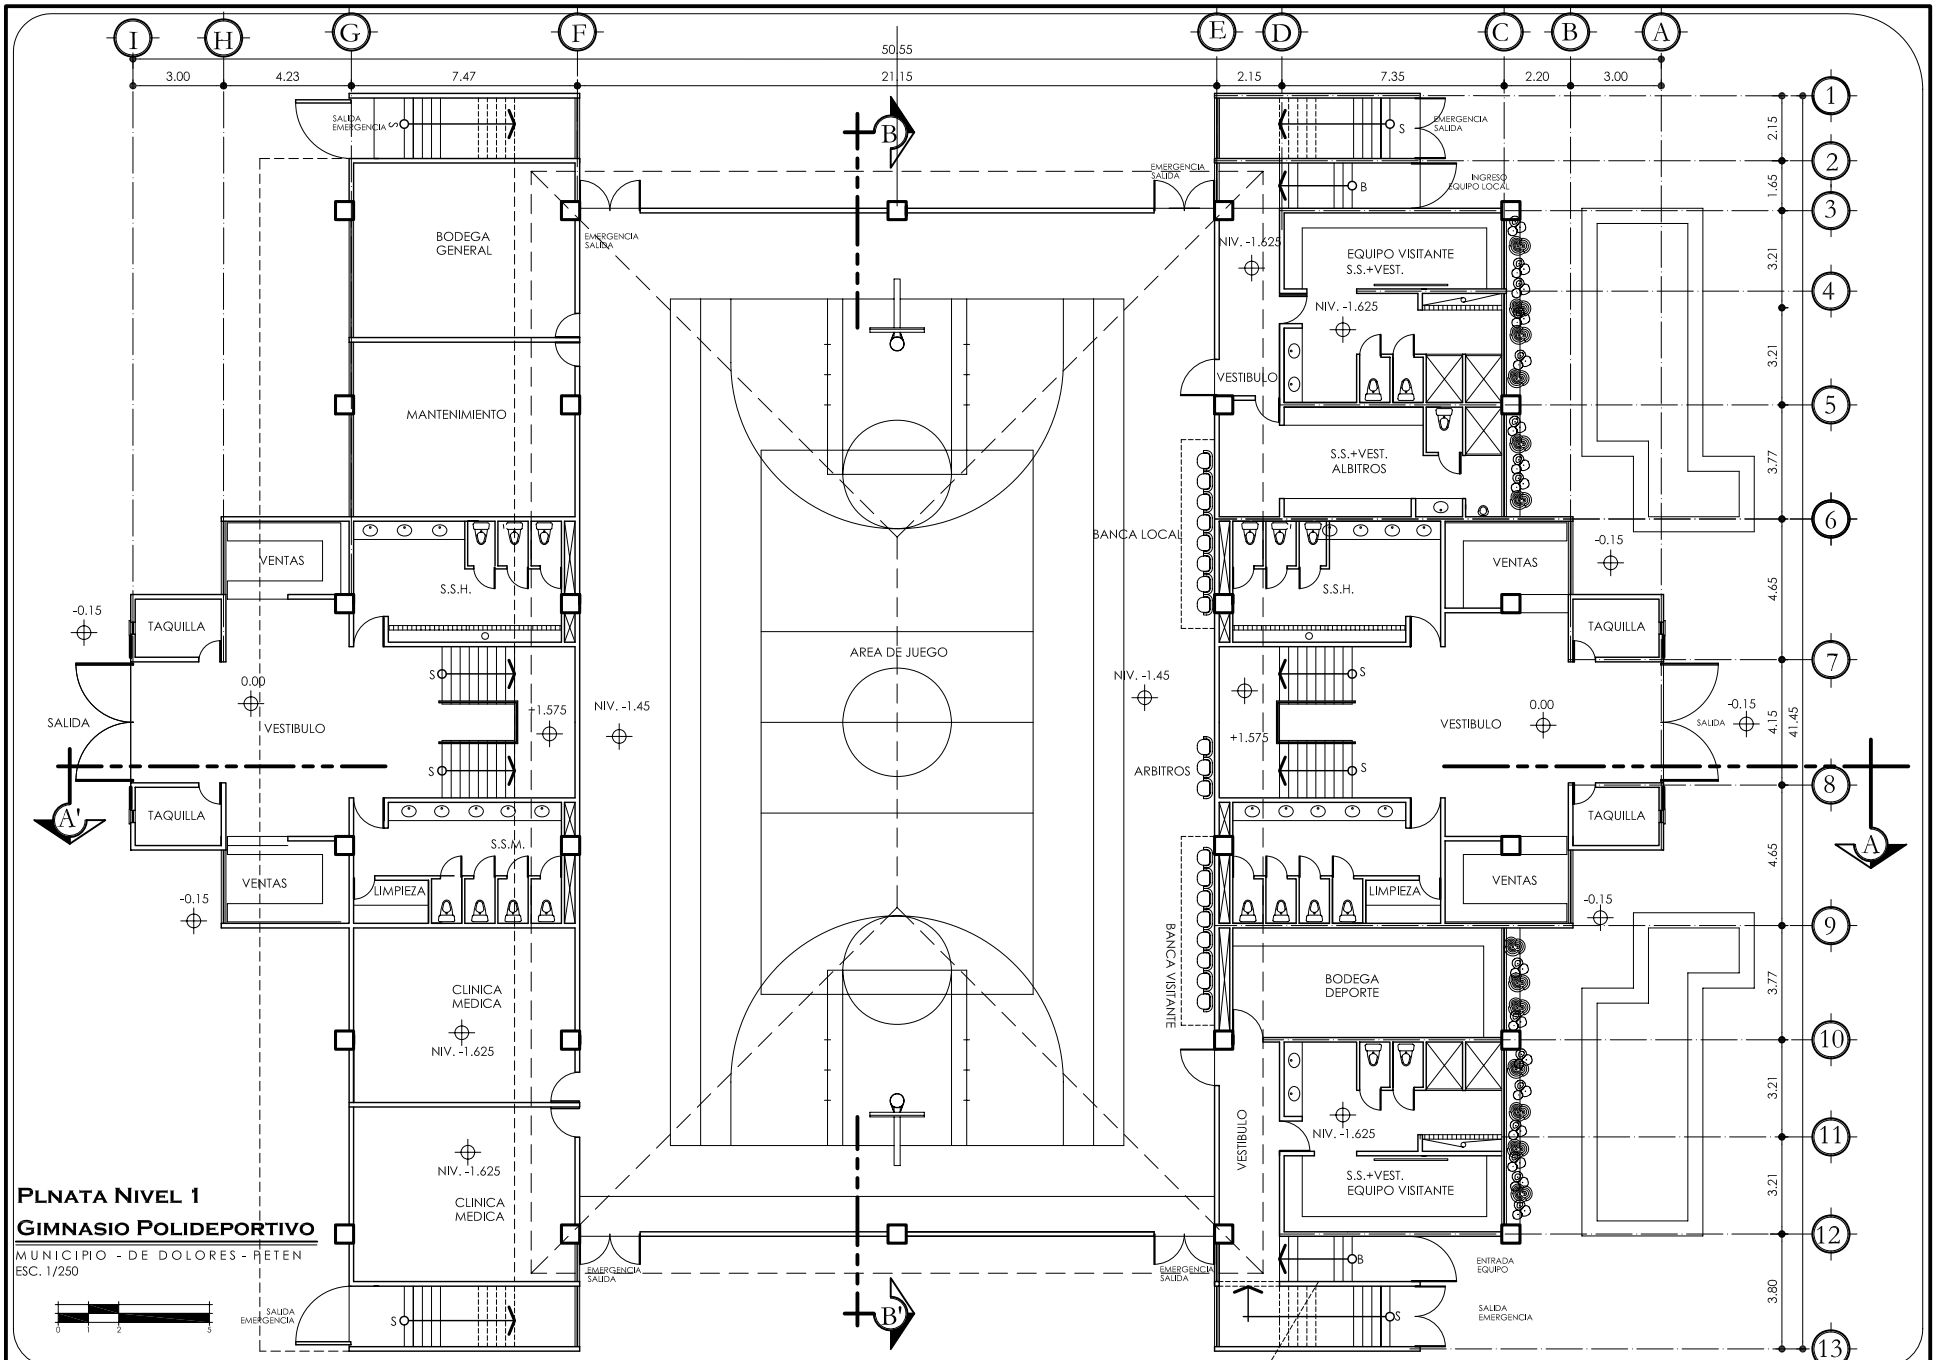 I H G F E D C B A
50.55
3.00 4.23 7.47 21.15 2.15 7.35 2.20 3.00
1
2
3
4
5
6
7
8
9
10
11
12
13
2.15
1.65
3.21
3.21
3.77
4.65
4.15
41.45
4.65
3.77
3.21
3.21
3.80
SALIDA
EMERGENCIA
S
B
EMERGENCIA
SALIDA
S
EMERGENCIA
SALIDA
B
INGRESO
EQUIPO LOCAL
EMERGENCIA
SALIDA
BODEGA
GENERAL
NIV. -1.625
EQUIPO VISITANTE
S.S.+VEST.
NIV. -1.625
VESTIBULO
MANTENIMIENTO
S.S.+VEST.
ALBITROS
BANCA LOCAL
VENTAS
S.S.H.
S.S.H.
VENTAS
-0.15
-0.15
TAQUILLA
TAQUILLA
AREA DE JUEGO
0.00
S
NIV. -1.45
NIV. -1.45
S
0.00
-0.15
SALIDA
VESTIBULO
+1.575
+1.575
VESTIBULO
SALIDA
S
ARBITROS
S
A'
TAQUILLA
TAQUILLA
A
S.S.M.
VENTAS
LIMPIEZA
LIMPIEZA
VENTAS
-0.15
-0.15
BANCA VISITANTE
CLINICA
MEDICA
NIV. -1.625
BODEGA
DEPORTE
NIV. -1.625
VESTIBULO
NIV. -1.625
CLINICA
MEDICA
S.S.+VEST.
EQUIPO VISITANTE
EMERGENCIA
SALIDA
EMERGENCIA
SALIDA
B
ENTRADA
EQUIPO
SALIDA
EMERGENCIA
S
B'
S
SALIDA
EMERGENCIA
PLNATA NIVEL 1
GIMNASIO POLIDEPORTIVO
MUNICIPIO - DE DOLORES - PETEN
ESC. 1/250
0 1 2 5